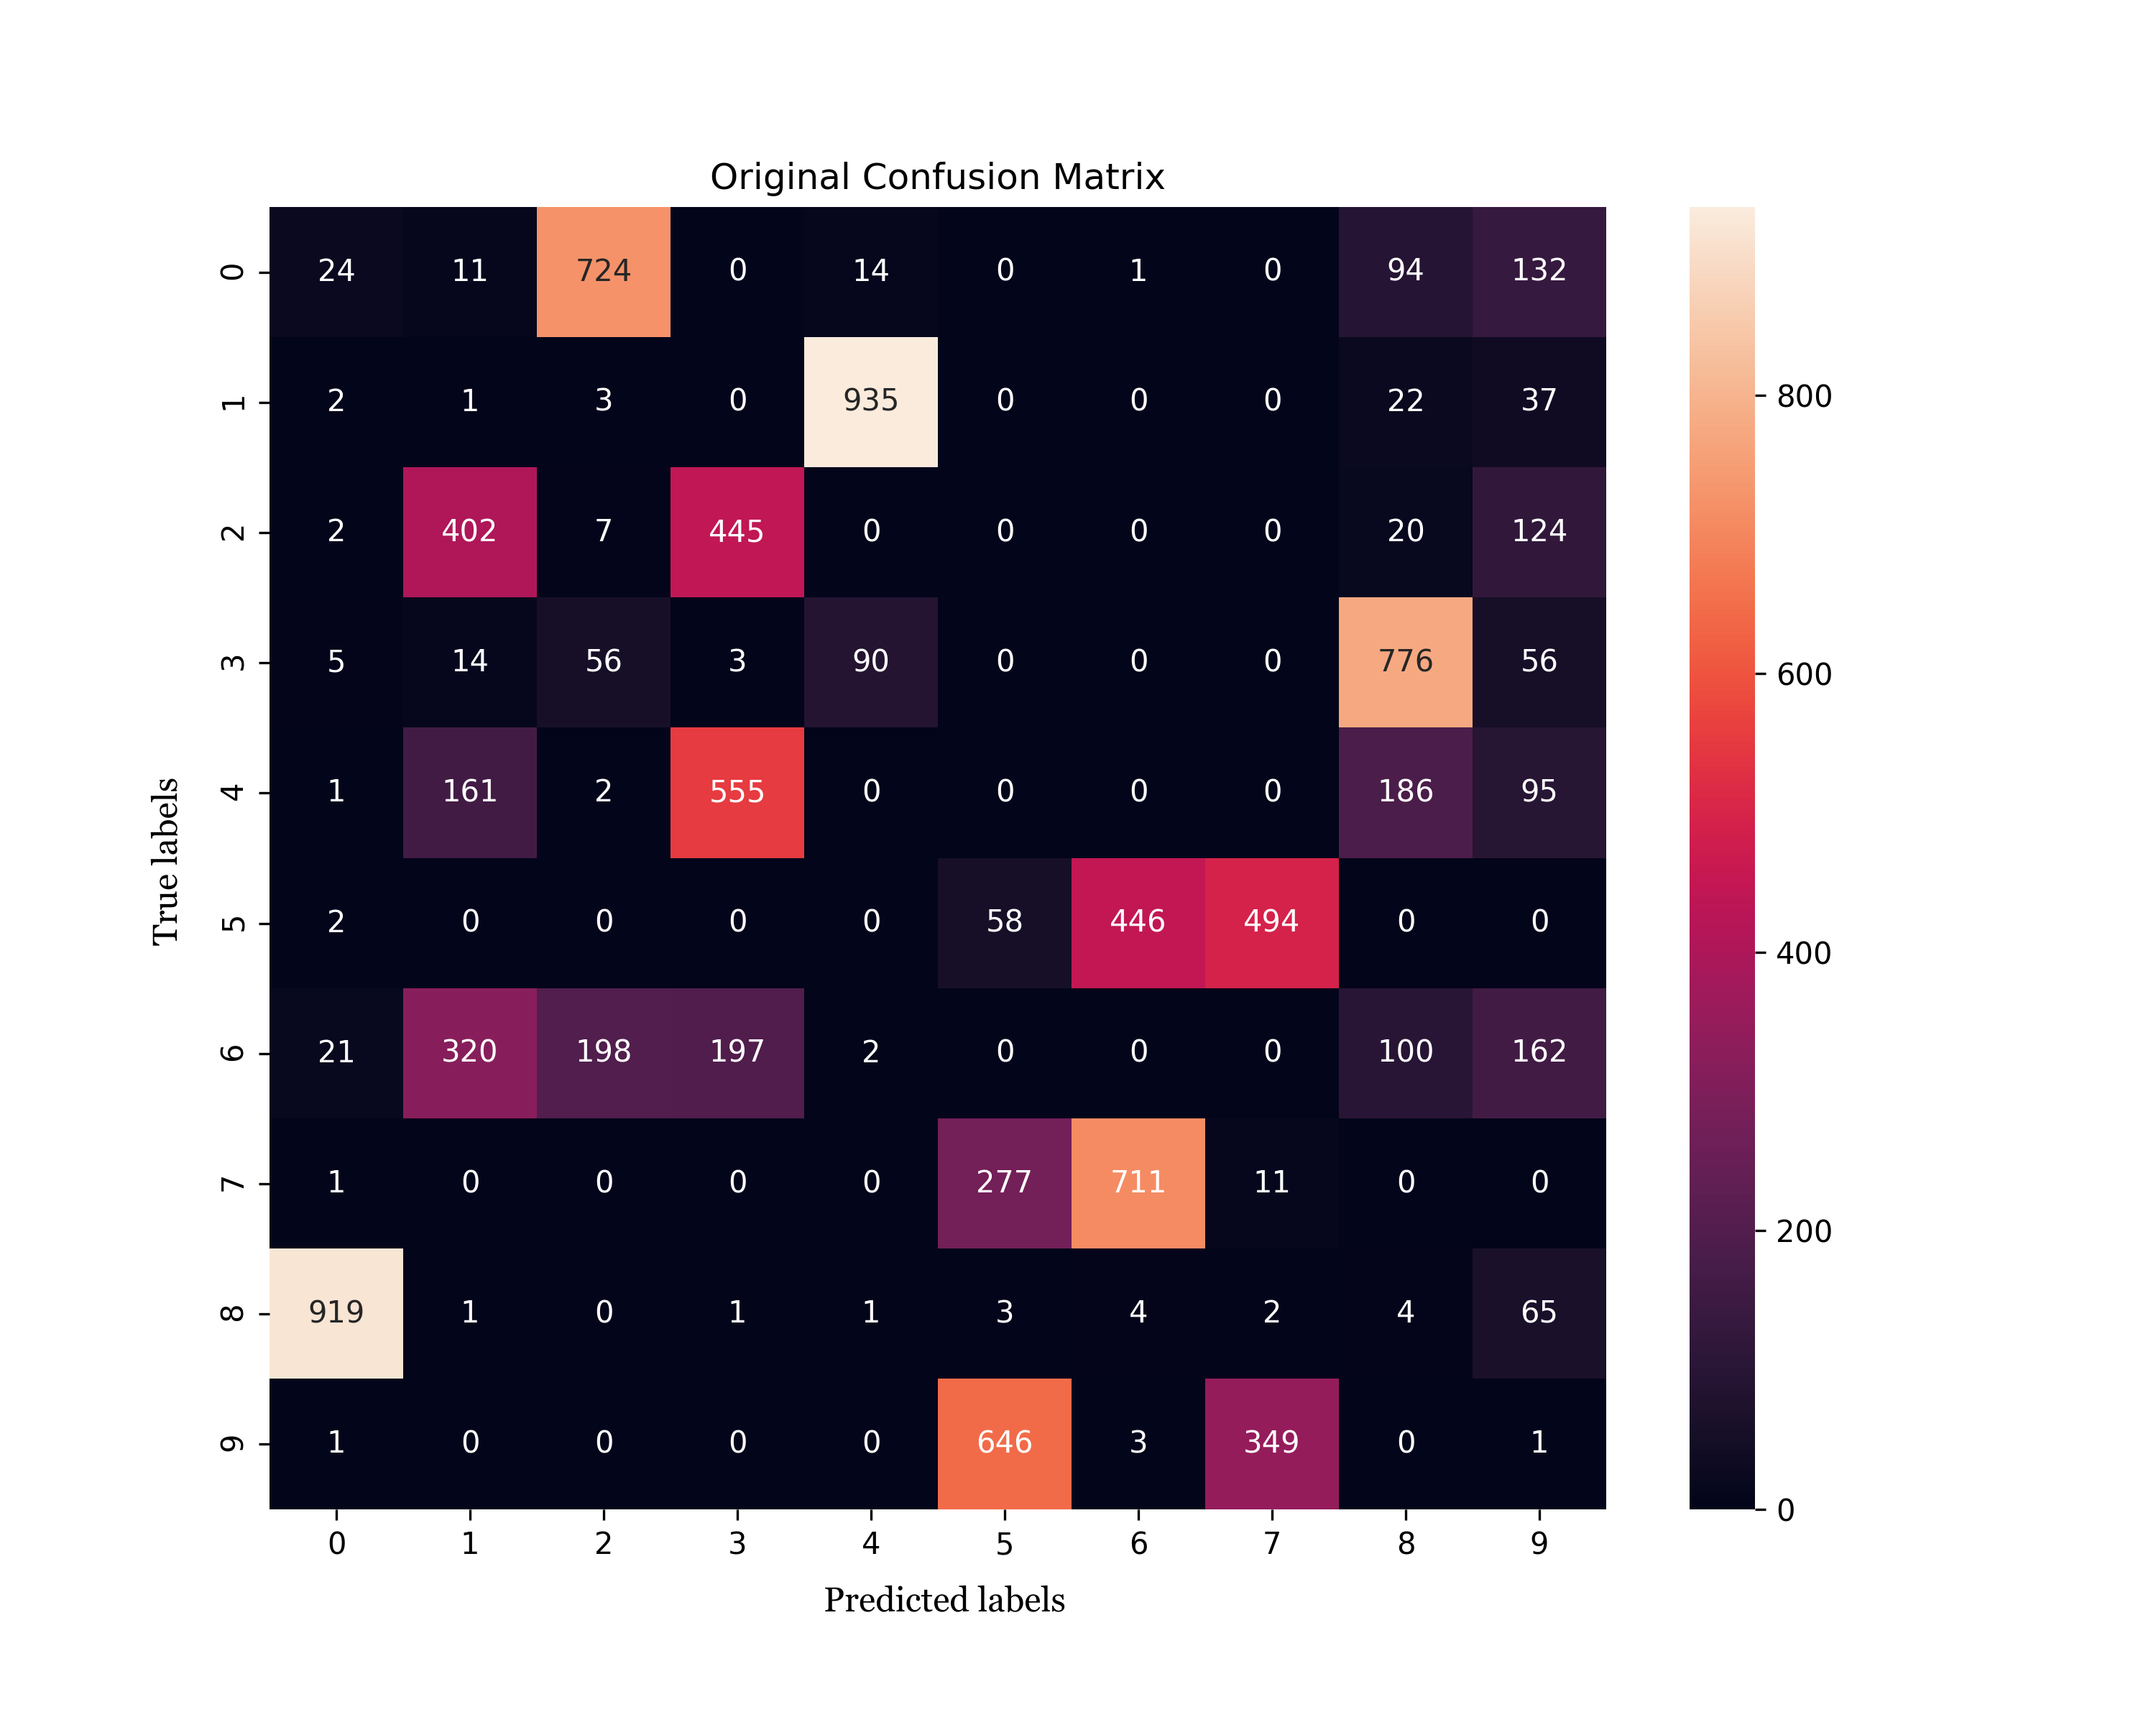 Original Confusion Matrix
0 24 11 724 0 14 0 1 0 94 132
1 2 1 3 0 935 0 0 0 22 37
2 2 402 7 445 0 0 0 0 20 124
3 5 14 56 3 90 0 0 0 776 56
4 1 161 2 555 0 0 0 0 186 95
5 2 0 0 0 0 58 446 494 0 0
6 21 320 198 197 2 0 0 0 100 162
7 1 0 0 0 0 277 711 11 0 0
8 919 1 0 1 1 3 4 2 4 65
9 1 0 0 0 0 646 3 349 0 1
0 1 2 3 4 5 6 7 8 9
True labels
Predicted labels
800
600
400
200
0